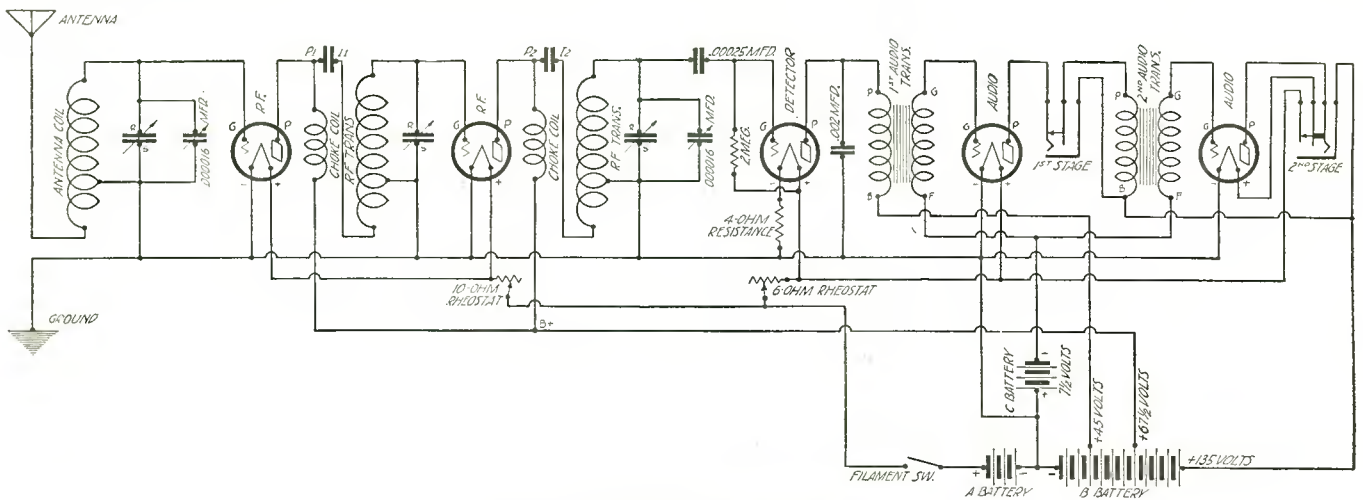 ANTENNA
ANTENNA COIL
R
S
.000016 MFD.
G
R.F.
P
-
+
P1
I1
CHOKE COIL
R.F. TRANS
R
S
G
R.F.
P
-
+
P2
I2
CHOKE COIL
R.F. TRANS.
R
S
.000016 MFD.
.00025 MFD.
2 MEG.
G
DETECTOR
P
-
+
4-OHM
RESISTANCE
.002 MFD.
1ST AUDIO
TRANS.
P
G
B
F
G
AUDIO
P
-
+
1ST STAGE
2ND AUDIO
TRANS.
P
G
B
F
G
AUDIO
P
-
+
2ND STAGE
10-OHM
RHEOSTAT
6-OHM RHEOSTAT
GROUND
B+
C BATTERY
7½ VOLTS
-
+
+45 VOLTS
+67½ VOLTS
+135 VOLTS
FILAMENT SW.
+
-
A BATTERY
-
B BATTERY